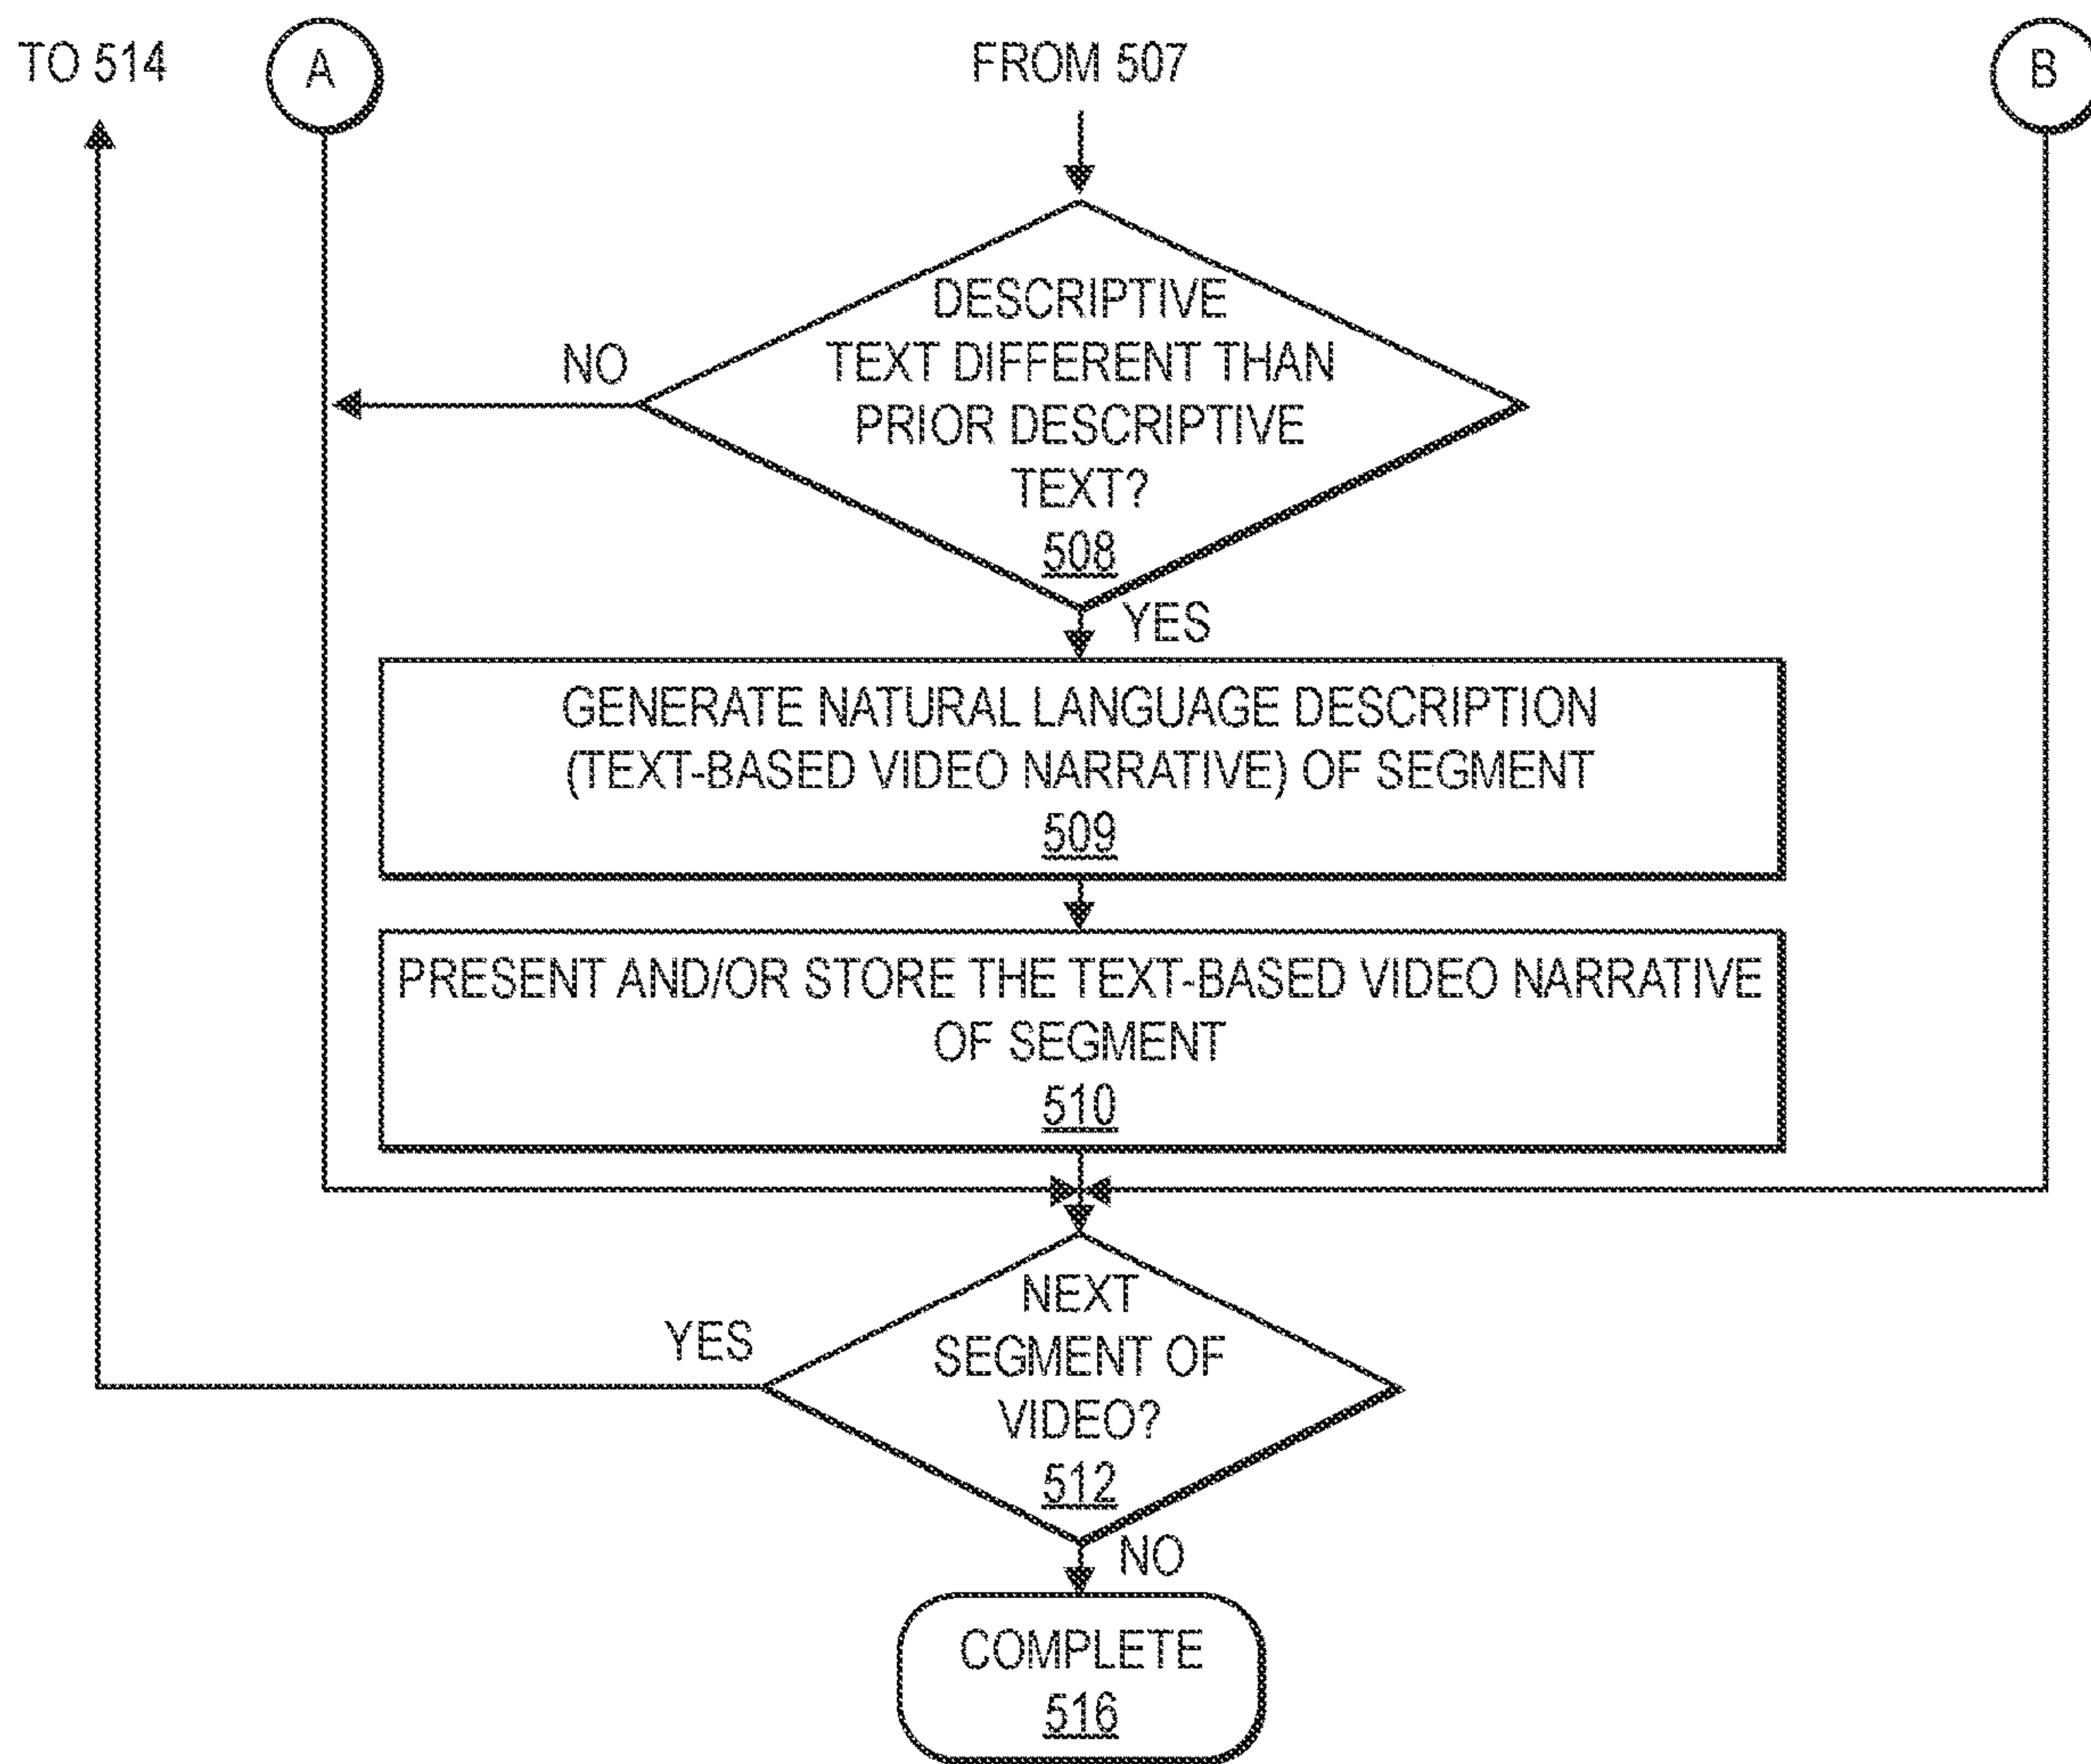 TO 514
A
FROM 507
B
DESCRIPTIVE
TEXT DIFFERENT THAN
PRIOR DESCRIPTIVE
TEXT?
508
NO
YES
GENERATE NATURAL LANGUAGE DESCRIPTION
(TEXT-BASED VIDEO NARRATIVE) OF SEGMENT
509
PRESENT AND/OR STORE THE TEXT-BASED VIDEO NARRATIVE
OF SEGMENT
510
NEXT
SEGMENT OF
VIDEO?
512
YES
NO
COMPLETE
516